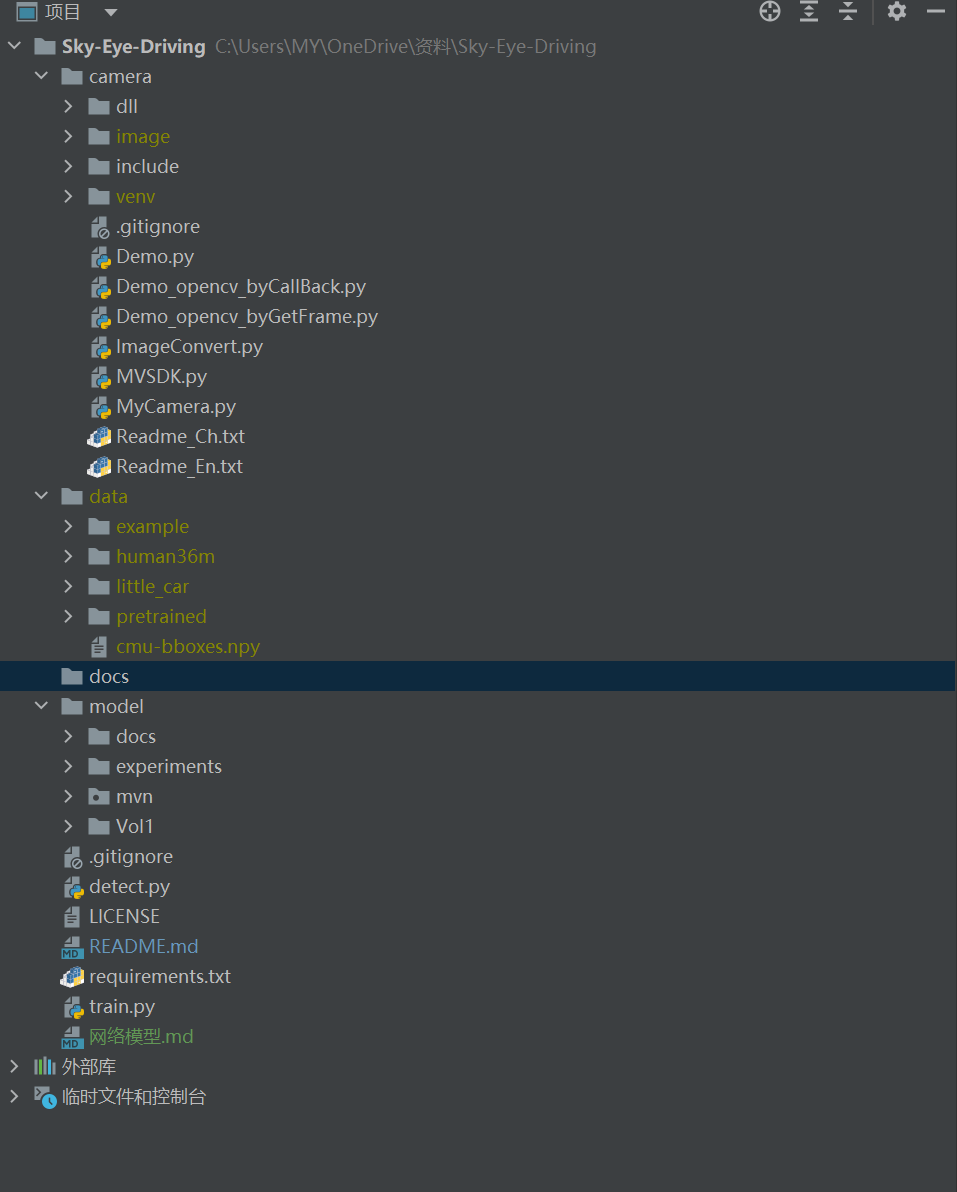 项目
Sky-Eye-Driving C:\Users\MY\OneDrive\资料\Sky-Eye-Driving
camera
dll
image
include
venv
.gitignore
Demo.py
Demo_opencv_byCallBack.py
Demo_opencv_byGetFrame.py
ImageConvert.py
MVSDK.py
MyCamera.py
Readme_Ch.txt
Readme_En.txt
data
example
human36m
little_car
pretrained
cmu-bboxes.npy
docs
model
docs
experiments
mvn
Vol1
.gitignore
detect.py
LICENSE
MD README.md
requirements.txt
train.py
MD 网络模型.md
外部库
临时文件和控制台